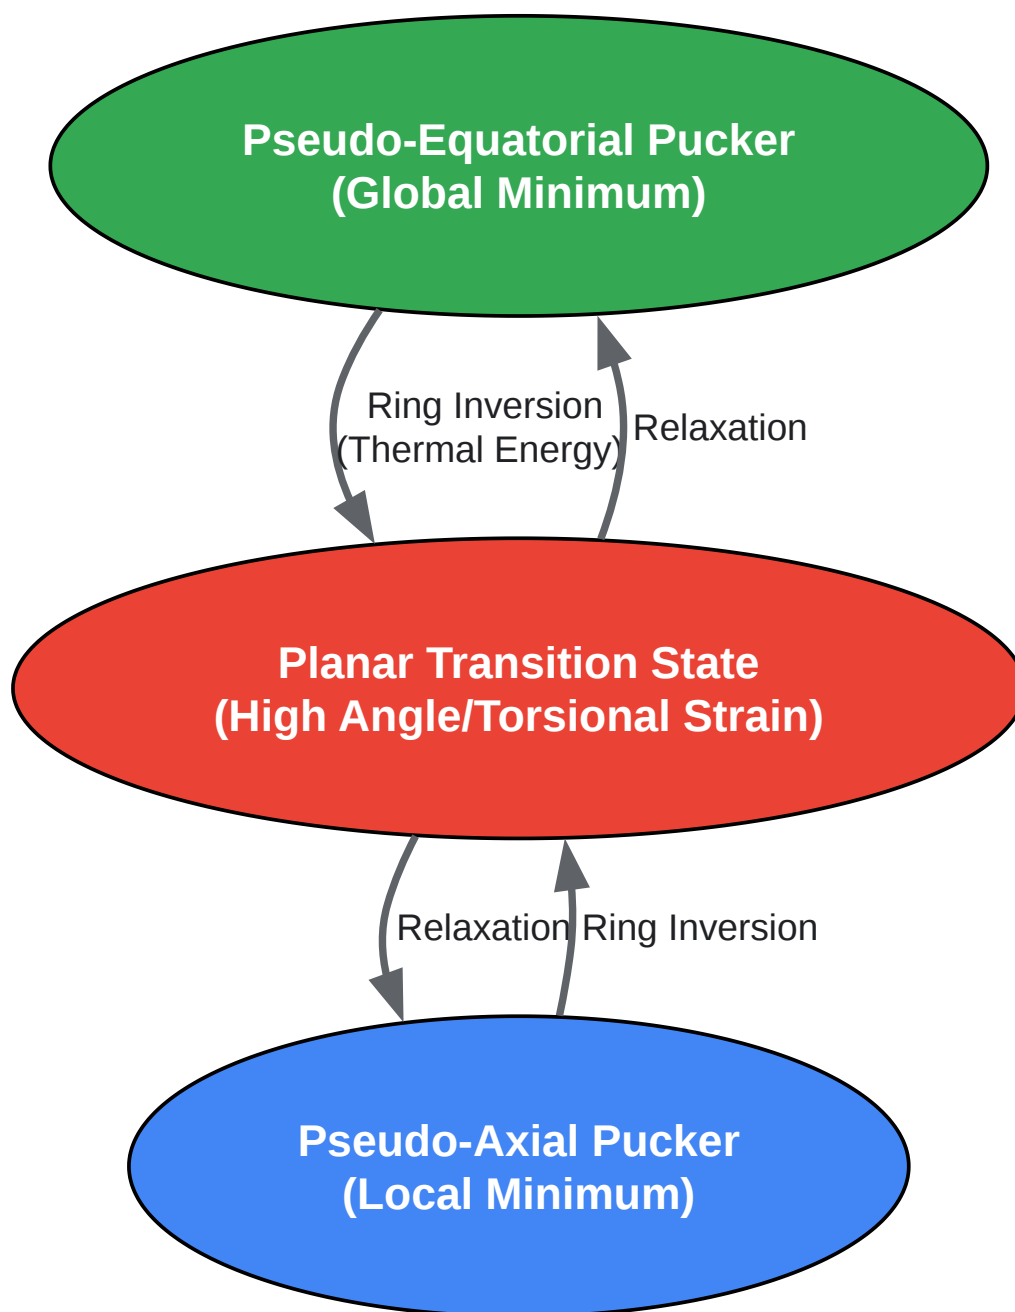 Pseudo-Equatorial Pucker
(Global Minimum)
Ring Inversion
(Thermal Energy)
Relaxation
Planar Transition State
(High Angle/Torsional Strain)
Relaxation
Ring Inversion
Pseudo-Axial Pucker
(Local Minimum)